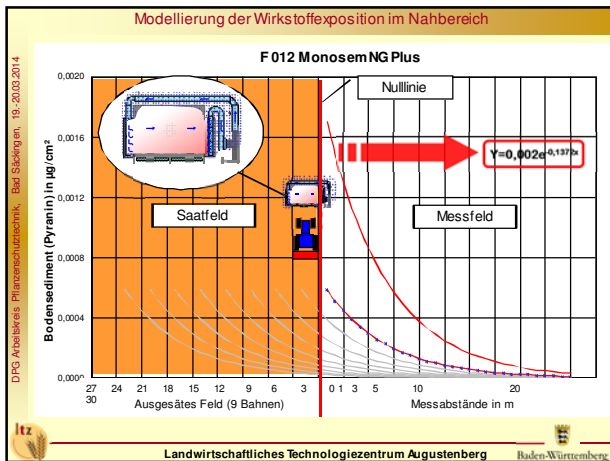 Modellierung der Wirkstoffexposition im Nahbereich
DPG Arbeitskreis Pflanzenschutztechnik, Bad Säckingen, 19.-20.03.2014
F 012 Monosem NG Plus
Bodensediment (Pyranin) in µg/cm²
0,0020
0,0016
0,0012
0,0008
0,0004
0,000
Nulllinie
Y=0,002e-0,1372x
Saatfeld
Messfeld
27 24 21 18 15 12 9 6 3 0 1 3 5 10 20
30
Ausgesätes Feld (9 Bahnen)
Messabstände in m
ltz
Landwirtschaftliches Technologiezentrum Augustenberg
Baden-Württemberg